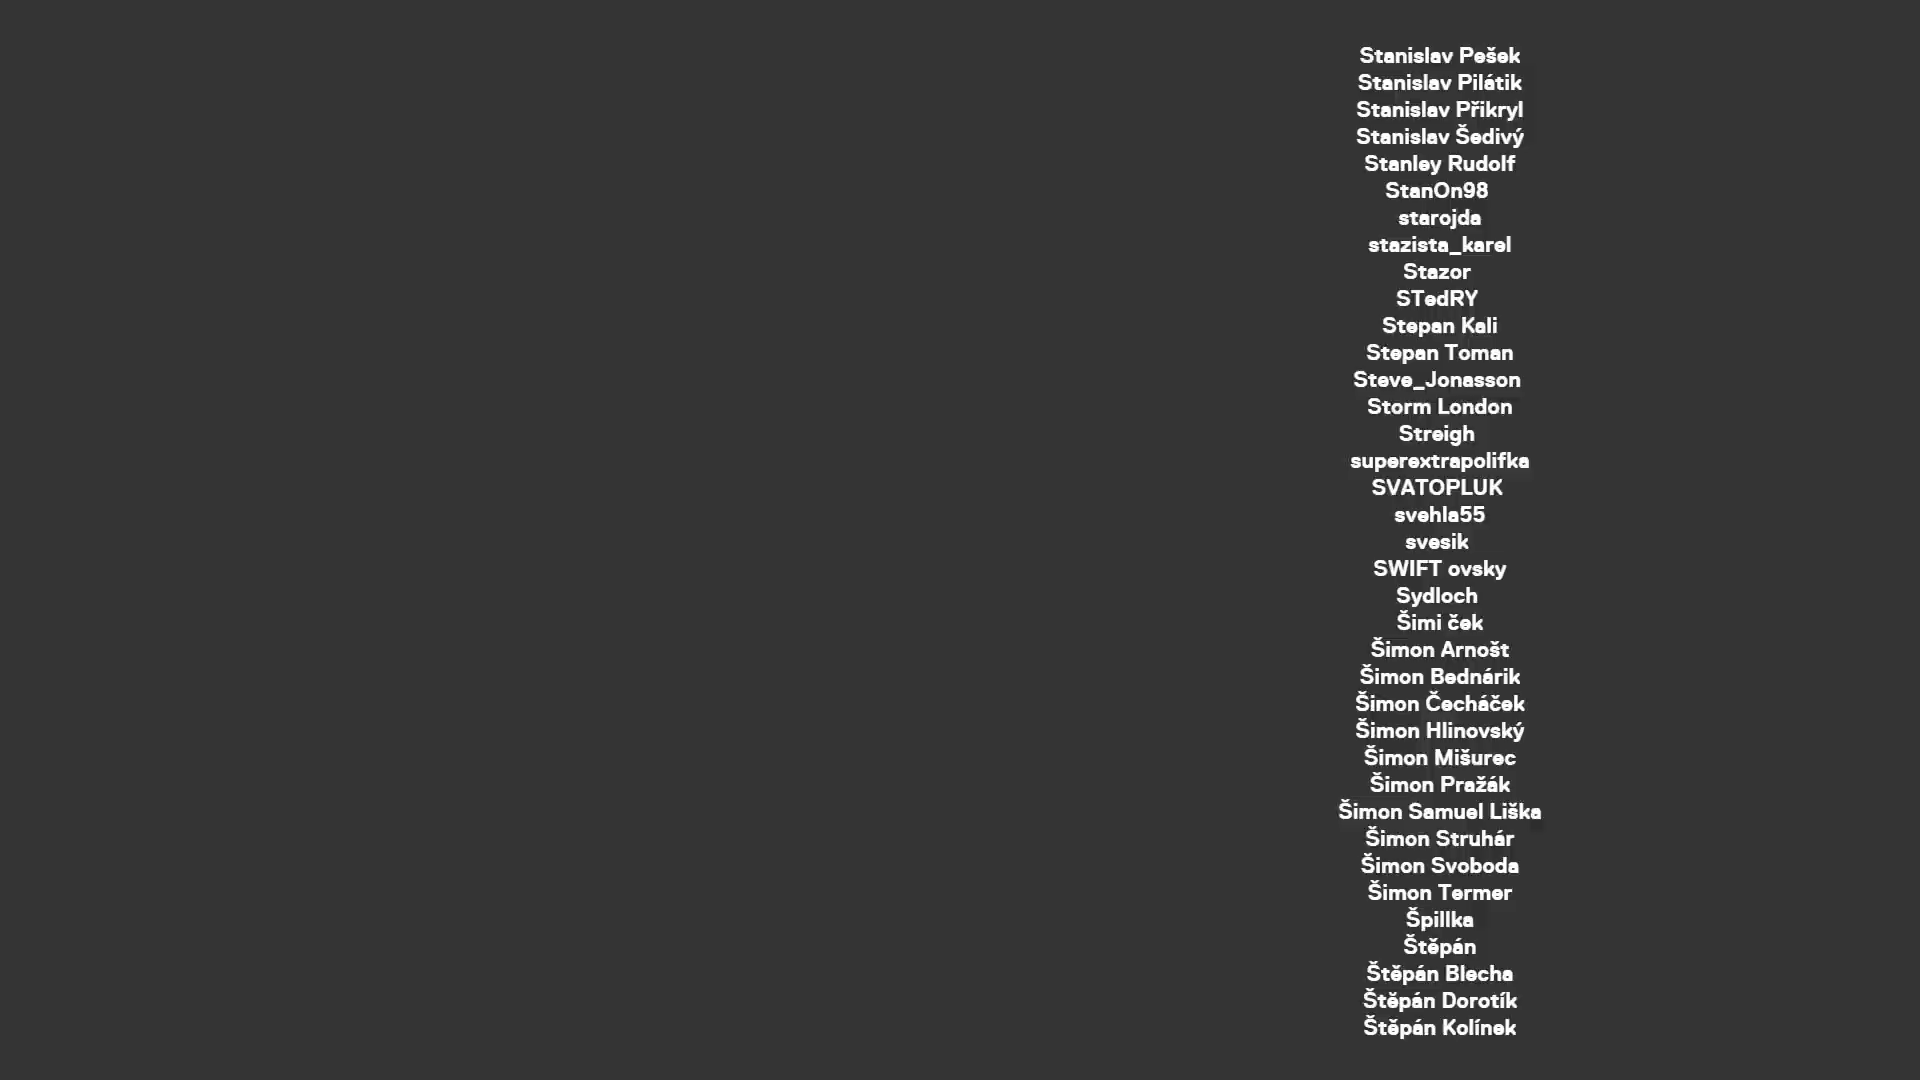 Stanislav Pešek
Stanislav Pilátik
Stanislav Přikryl
Stanislav Šedivý
Stanley Rudolf
StanOn98
starojda
stazista_karel
Stazor
STedRY
Stepan Kali
Stepan Toman
Steve_Jonasson
Storm London
Streigh
superextrapolifka
SVATOPLUK
svehla55
svesik
SWIFT ovsky
Sydloch
Šimi ček
Šimon Arnošt
Šimon Bednárik
Šimon Čecháček
Šimon Hlinovský
Šimon Mišurec
Šimon Pražák
Šimon Samuel Liška
Šimon Struhár
Šimon Svoboda
Šimon Termer
Špillka
Štěpán
Štěpán Blecha
Štěpán Dorotík
Štěpán Kolínek